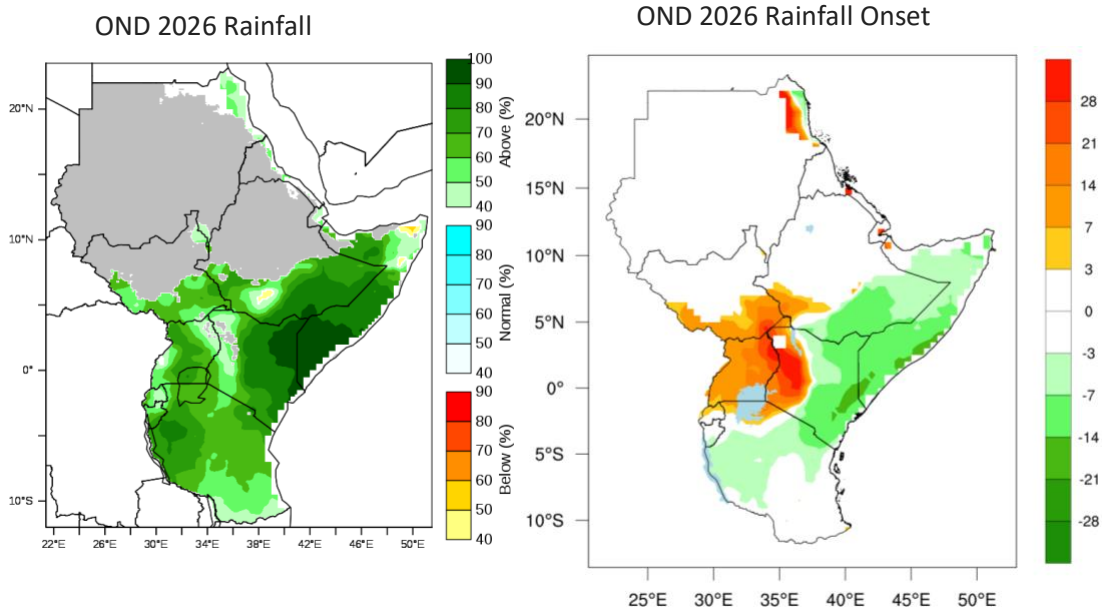 OND 2026 Rainfall
20°N
10°N
0°
10°S
22°E 26°E 30°E 34°E 38°E 42°E 46°E 50°E
100
90
80
70
60
50
40
Above (%)
90
80
70
60
50
40
Normal (%)
90
80
70
60
50
40
Below (%)
OND 2026 Rainfall Onset
20°N
15°N
10°N
5°N
0°
5°S
10°S
25°E 30°E 35°E 40°E 45°E 50°E
28
21
14
7
3
0
-3
-7
-14
-21
-28